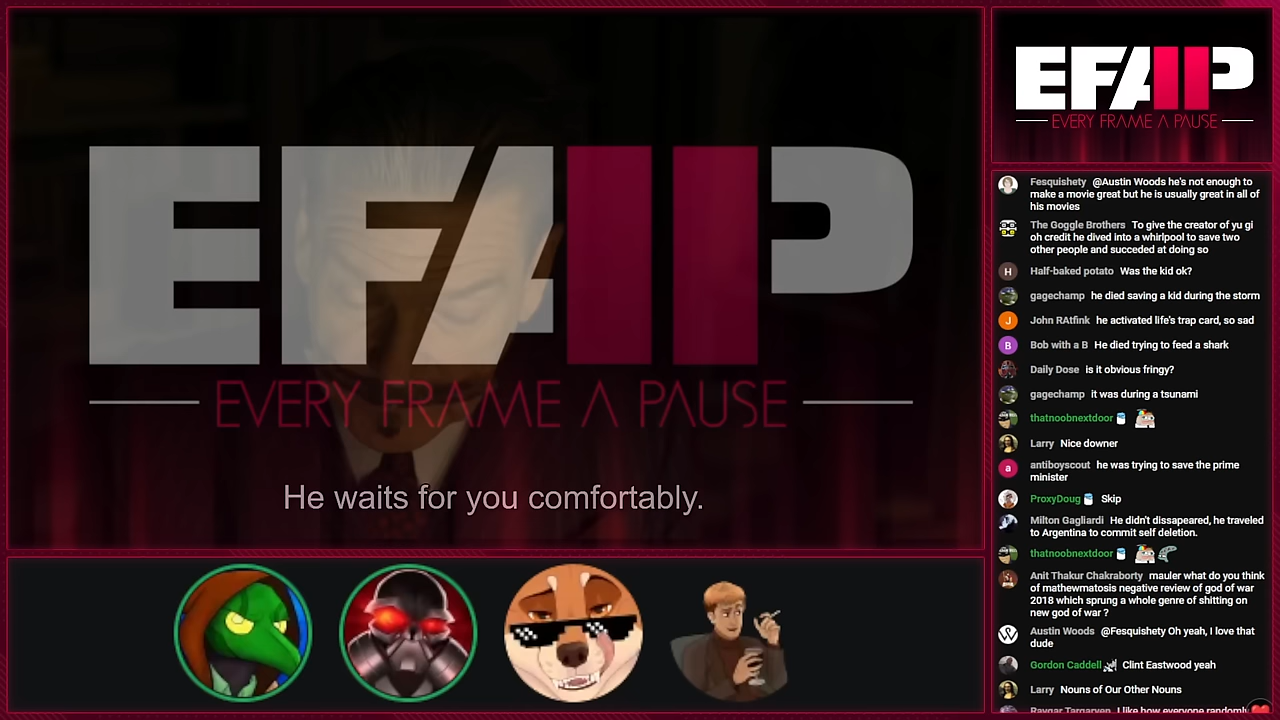 EFAP
EVERY FRAME A PAUSE
He waits for you comfortably.
EFAP
EVERY FRAME A PAUSE
Fesquishety @Austin Woods he's not enough to
make a movie great but he is usually great in all of
his movies
The Goggle Brothers To give the creator of yu gi
oh credit he dived into a whirlpool to save two
other people and succeded at doing so
H Half-baked potato Was the kid ok?
gagechamp he died saving a kid during the storm
J John RAtfink he activated life's trap card, so sad
B Bob with a B He died trying to feed a shark
Daily Dose is it obvious fringy?
gagechamp it was during a tsunami
thatnoobnextdoor
Larry Nice downer
a antiboyscout he was trying to save the prime
minister
ProxyDoug Skip
Milton Gagliardi He didn't dissapeared, he traveled
to Argentina to commit self deletion.
thatnoobnextdoor
Anit Thakur Chakraborty mauler what do you think
of mathewmatosis negative review of god of war
2018 which sprung a whole genre of shitting on
new god of war ?
Austin Woods @Fesquishety Oh yeah, I love that
dude
Gordon Caddell Clint Eastwood yeah
Larry Nouns of Our Other Nouns
Raynar Targaryen I like how everyone randomly